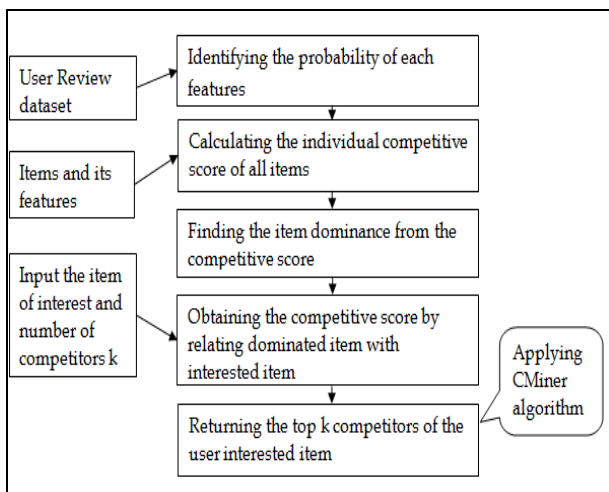 User Review
dataset
Identifying the probability of each
features
Items and its
features
Calculating the individual competitive
score of all items
Finding the item dominance from the
competitive score
Input the item
of interest and
number of
competitors k
Obtaining the competitive score by
relating dominated item with
interested item
Applying
CMiner
algorithm
Returning the top k competitors of the
user interested item